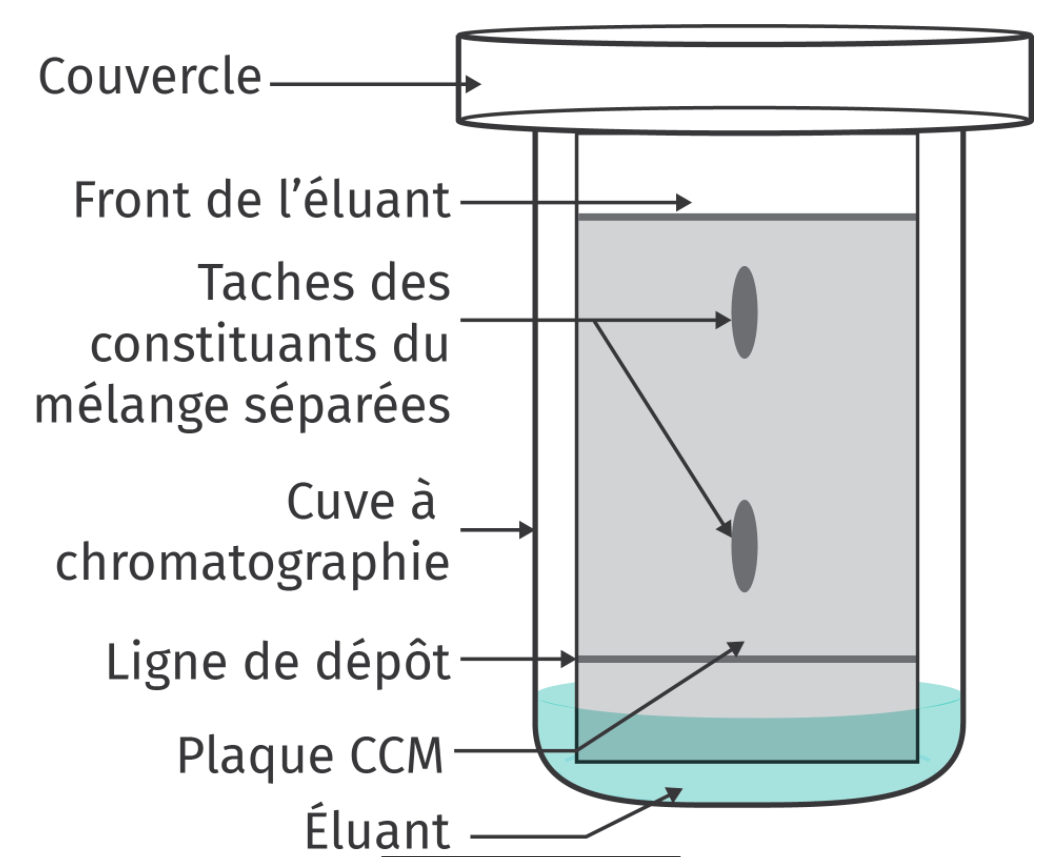 Couvercle
Front de l’éluant
Taches des
constituants du
mélange séparées
Cuve à
chromatographie
Ligne de dépôt
Plaque CCM
Éluant